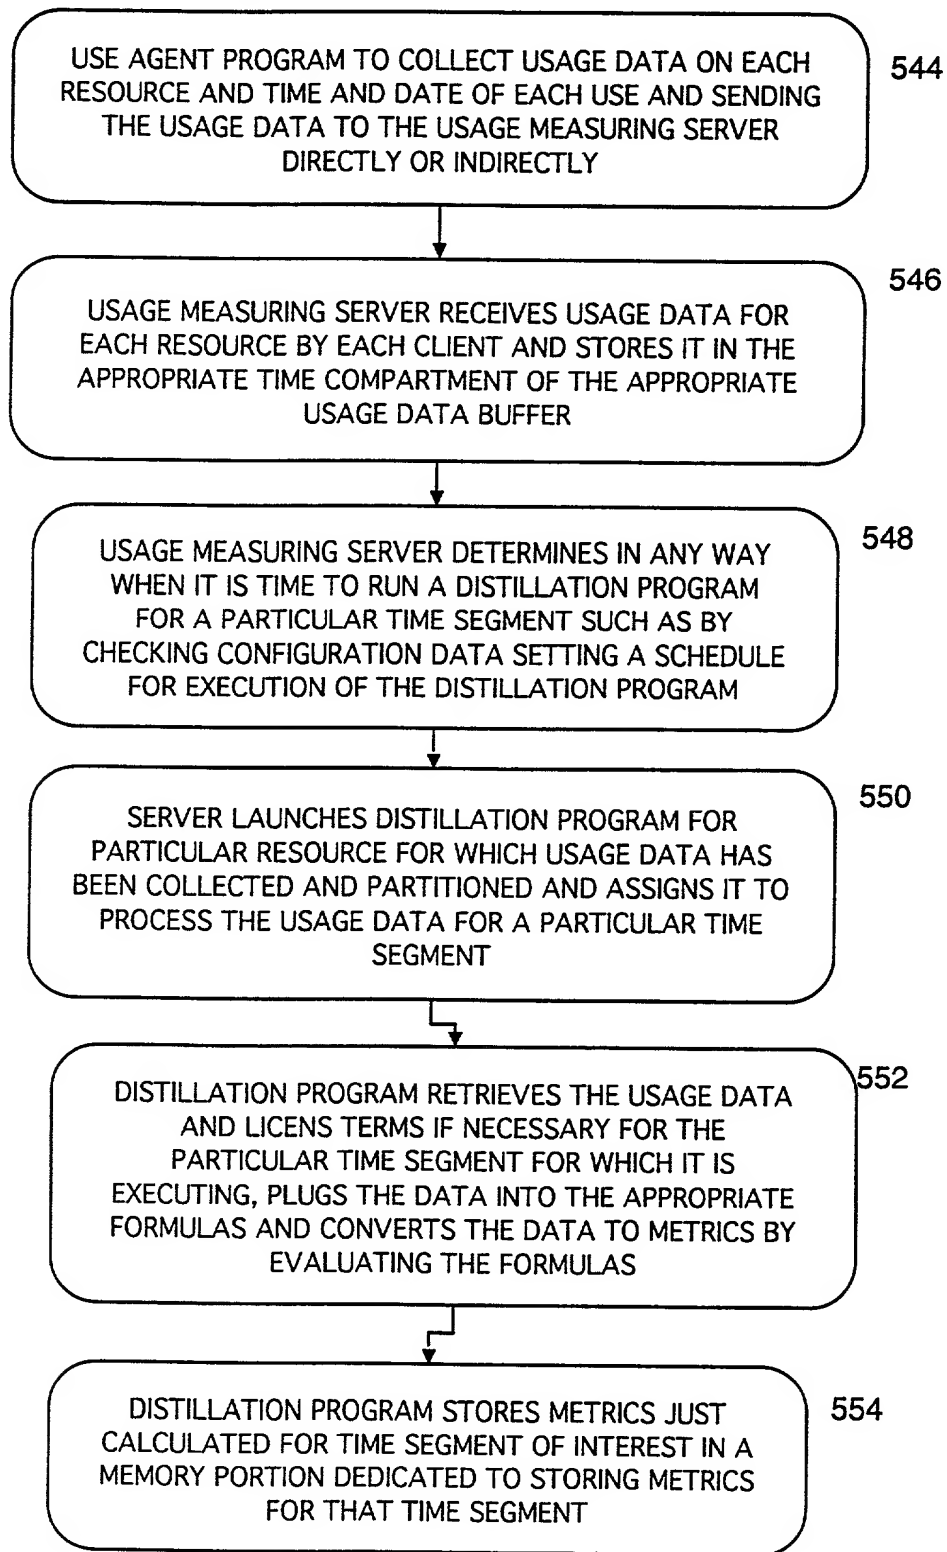 USE AGENT PROGRAM TO COLLECT USAGE DATA ON EACH
RESOURCE AND TIME AND DATE OF EACH USE AND SENDING
THE USAGE DATA TO THE USAGE MEASURING SERVER
DIRECTLY OR INDIRECTLY
544
USAGE MEASURING SERVER RECEIVES USAGE DATA FOR
EACH RESOURCE BY EACH CLIENT AND STORES IT IN THE
APPROPRIATE TIME COMPARTMENT OF THE APPROPRIATE
USAGE DATA BUFFER
546
USAGE MEASURING SERVER DETERMINES IN ANY WAY
WHEN IT IS TIME TO RUN A DISTILLATION PROGRAM
FOR A PARTICULAR TIME SEGMENT SUCH AS BY
CHECKING CONFIGURATION DATA SETTING A SCHEDULE
FOR EXECUTION OF THE DISTILLATION PROGRAM
548
SERVER LAUNCHES DISTILLATION PROGRAM FOR
PARTICULAR RESOURCE FOR WHICH USAGE DATA HAS
BEEN COLLECTED AND PARTITIONED AND ASSIGNS IT TO
PROCESS THE USAGE DATA FOR A PARTICULAR TIME
SEGMENT
550
DISTILLATION PROGRAM RETRIEVES THE USAGE DATA
AND LICENS TERMS IF NECESSARY FOR THE
PARTICULAR TIME SEGMENT FOR WHICH IT IS
EXECUTING, PLUGS THE DATA INTO THE APPROPRIATE
FORMULAS AND CONVERTS THE DATA TO METRICS BY
EVALUATING THE FORMULAS
552
DISTILLATION PROGRAM STORES METRICS JUST
CALCULATED FOR TIME SEGMENT OF INTEREST IN A
MEMORY PORTION DEDICATED TO STORING METRICS
FOR THAT TIME SEGMENT
554